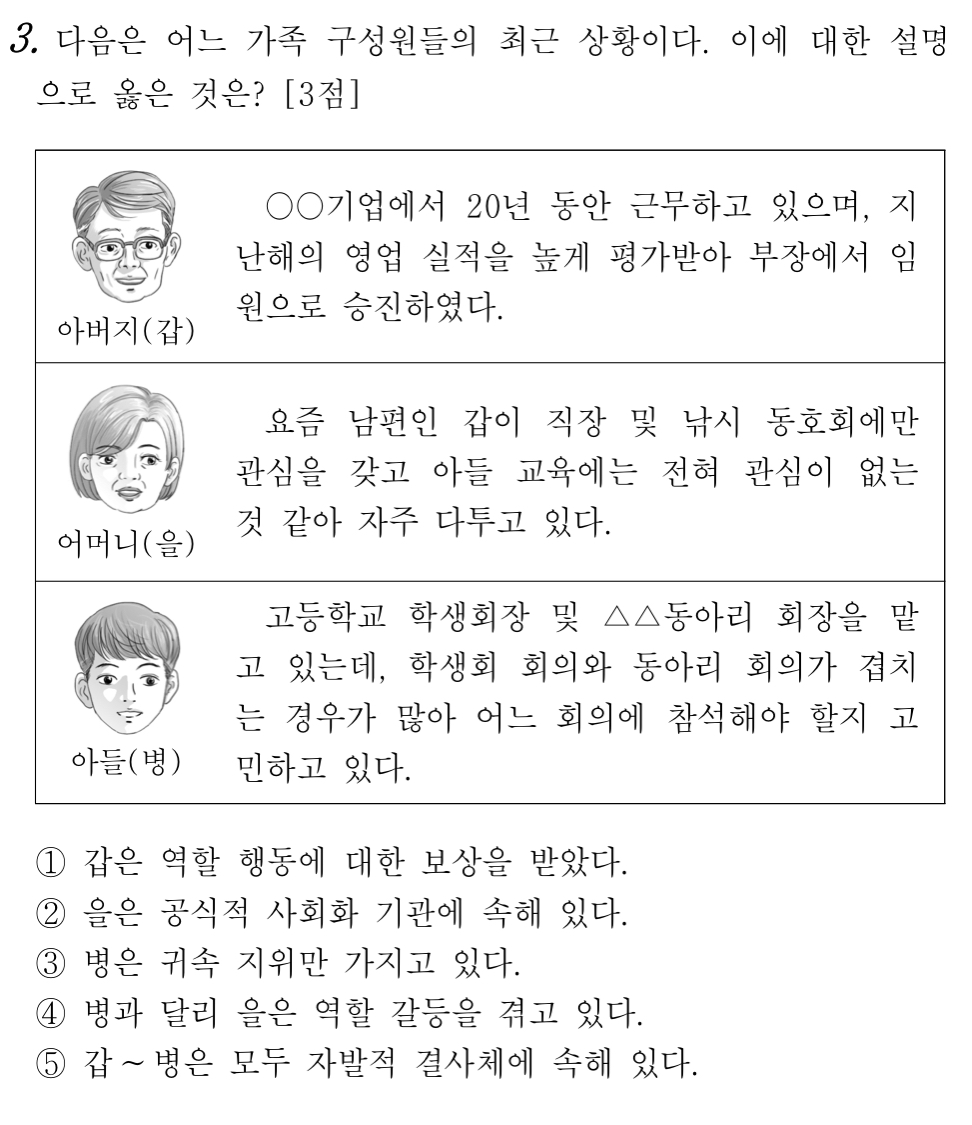 3. 다음은 어느 가족 구성원들의 최근 상황이다. 이에 대한 설명
으로 옳은 것은? [3점]
○○기업에서 20년 동안 근무하고 있으며, 지
난해의 영업 실적을 높게 평가받아 부장에서 임
원으로 승진하였다.
아버지(갑)
요즘 남편인 갑이 직장 및 낚시 동호회에만
관심을 갖고 아들 교육에는 전혀 관심이 없는
것 같아 자주 다투고 있다.
어머니(을)
고등학교 학생회장 및 △△동아리 회장을 맡
고 있는데, 학생회 회의와 동아리 회의가 겹치
는 경우가 많아 어느 회의에 참석해야 할지 고
민하고 있다.
아들(병)
① 갑은 역할 행동에 대한 보상을 받았다.
② 을은 공식적 사회화 기관에 속해 있다.
③ 병은 귀속 지위만 가지고 있다.
④ 병과 달리 을은 역할 갈등을 겪고 있다.
⑤ 갑~병은 모두 자발적 결사체에 속해 있다.